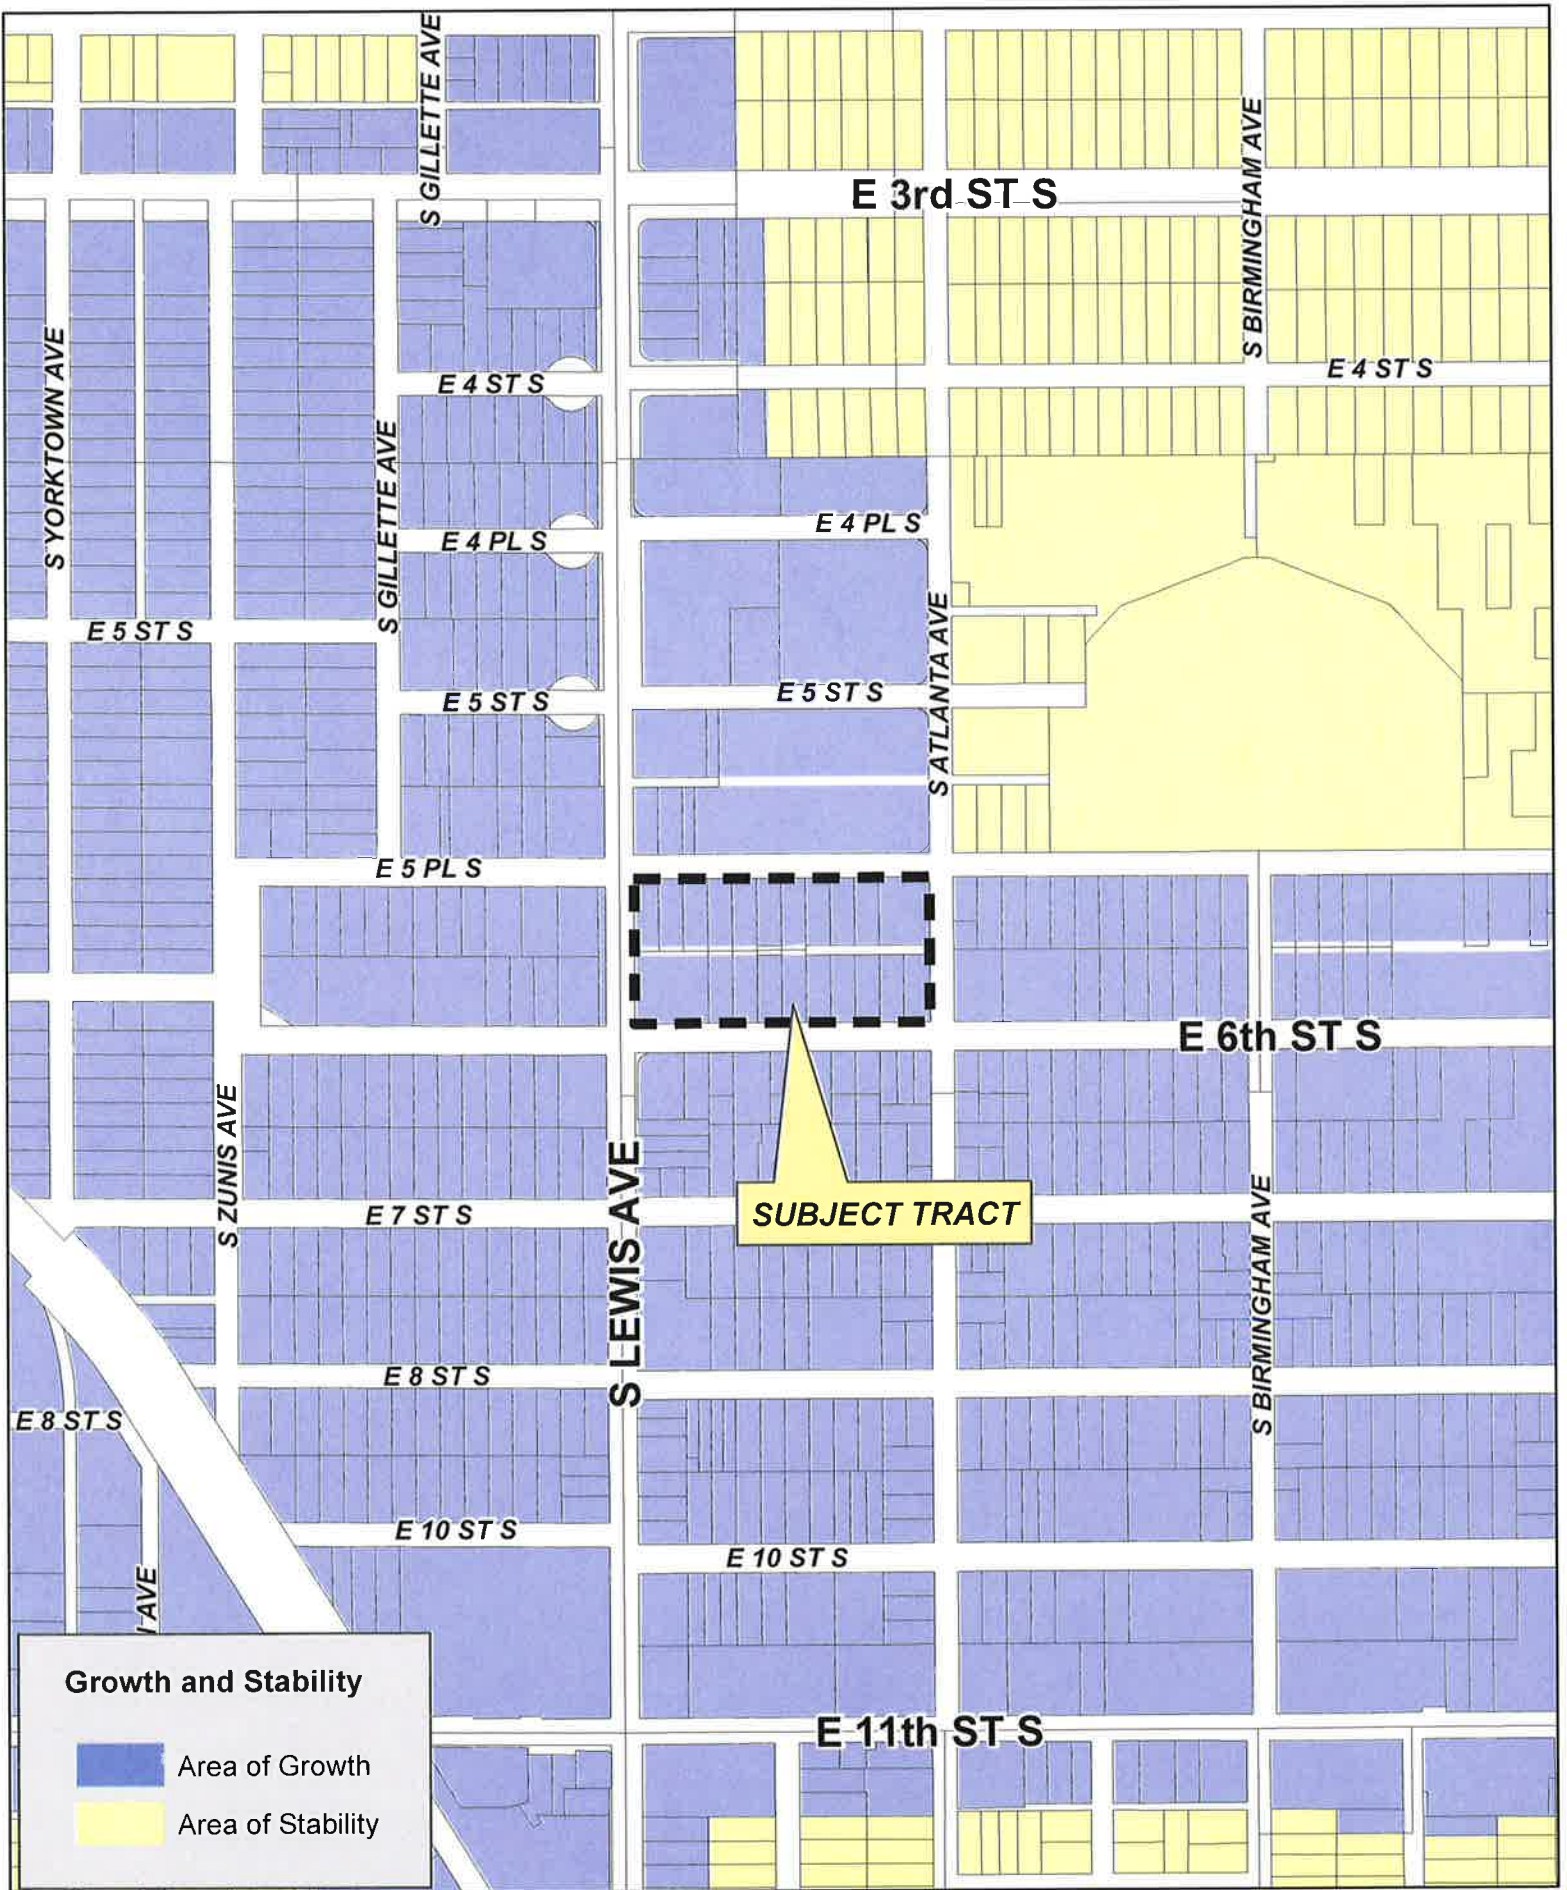 S GILLETTE AVE
E 3rd ST S
S BIRMINGHAM AVE
S YORKTOWN AVE
E 4 ST S
E 4 ST S
S GILLETTE AVE
E 4 PL S
E 4 PL S
E 5 ST S
S ATLANTA AVE
E 5 ST S
E 5 ST S
E 5 PL S
E 6th ST S
S ZUNIS AVE
S LEWIS AVE
E 7 ST S
SUBJECT TRACT
S BIRMINGHAM AVE
E 8 ST S
E 8 ST S
E 10 ST S
E 10 ST S
I AVE
E 11th ST S
Growth and Stability
Area of Growth
Area of Stability